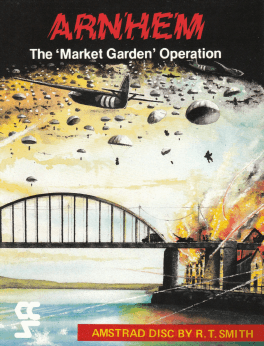 ARNHEM
The 'Market Garden' Operation
AMSTRAD DISC BY R.T. SMITH